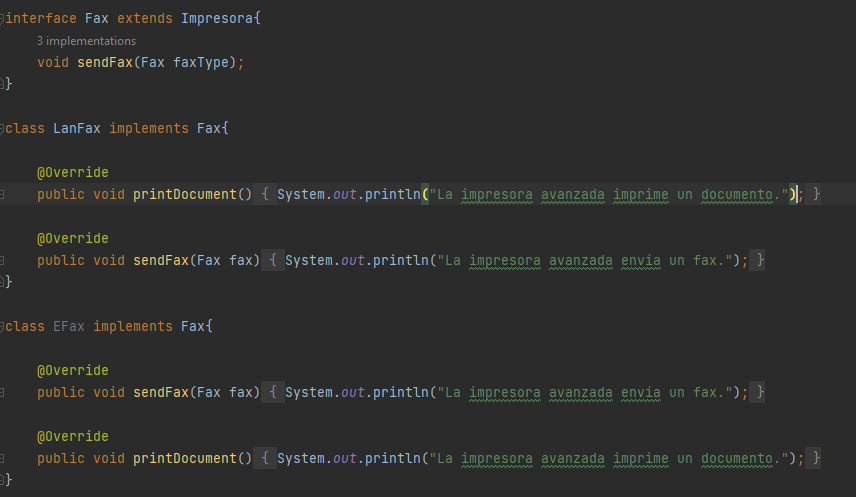 interface Fax extends Impresora{
3 implementations
void sendFax(Fax faxType);
}
class LanFax implements Fax{
@Override
public void printDocument() { System.out.println("La impresora avanzada imprime un documento."); }
@Override
public void sendFax(Fax fax) { System.out.println("La impresora avanzada envía un fax."); }
}
class EFax implements Fax{
@Override
public void sendFax(Fax fax) { System.out.println("La impresora avanzada envía un fax."); }
@Override
public void printDocument() { System.out.println("La impresora avanzada imprime un documento."); }
}